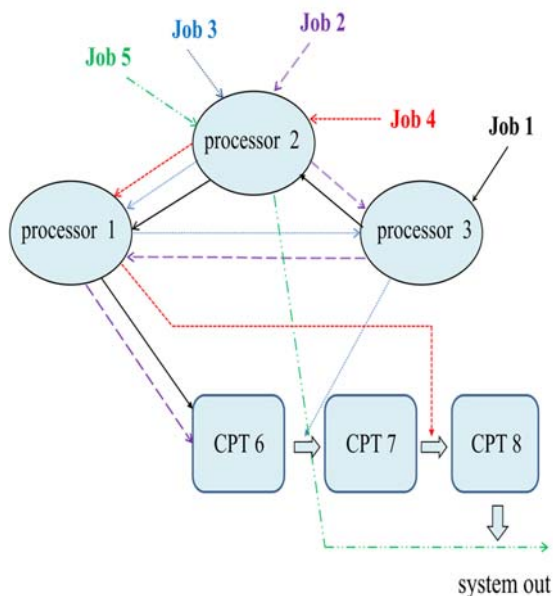 Job 2
Job 3
Job 5
Job 4
Job 1
processor 2
processor 1
processor 3
CPT 6
CPT 7
CPT 8
system out